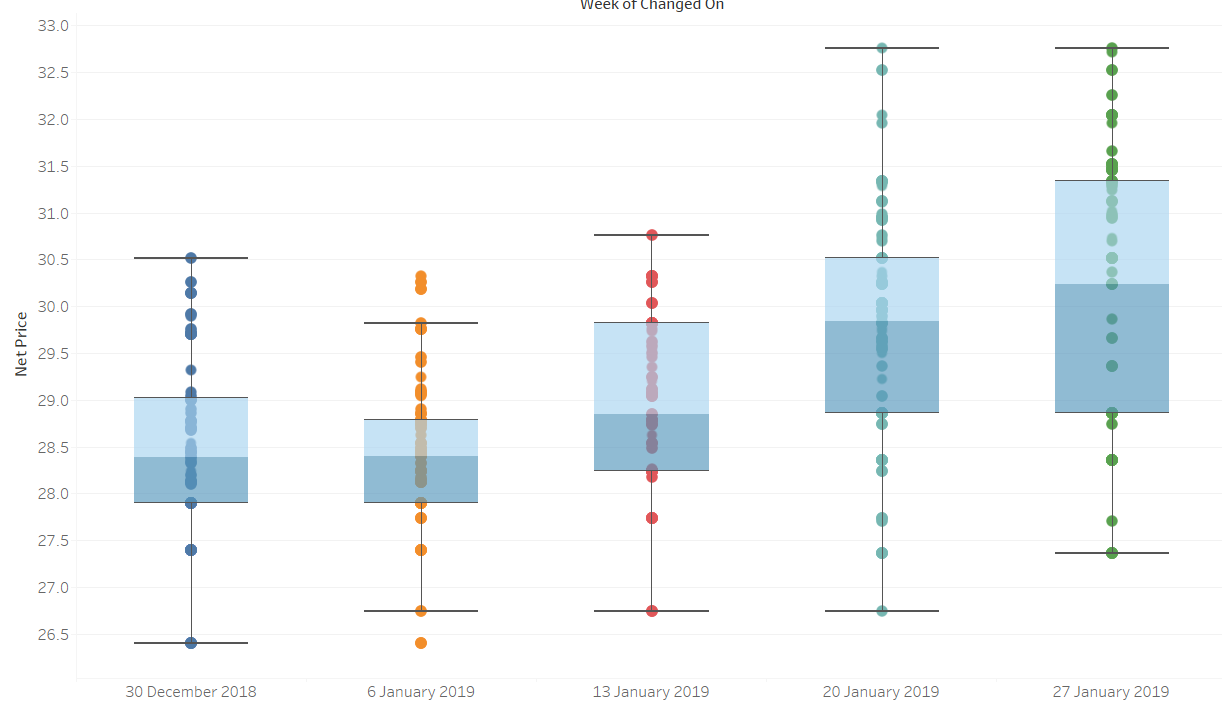 Week of Changed On
33.0
32.5
32.0
31.5
31.0
30.5
30.0
29.5
29.0
28.5
28.0
27.5
27.0
26.5
Net Price
30 December 2018
6 January 2019
13 January 2019
20 January 2019
27 January 2019